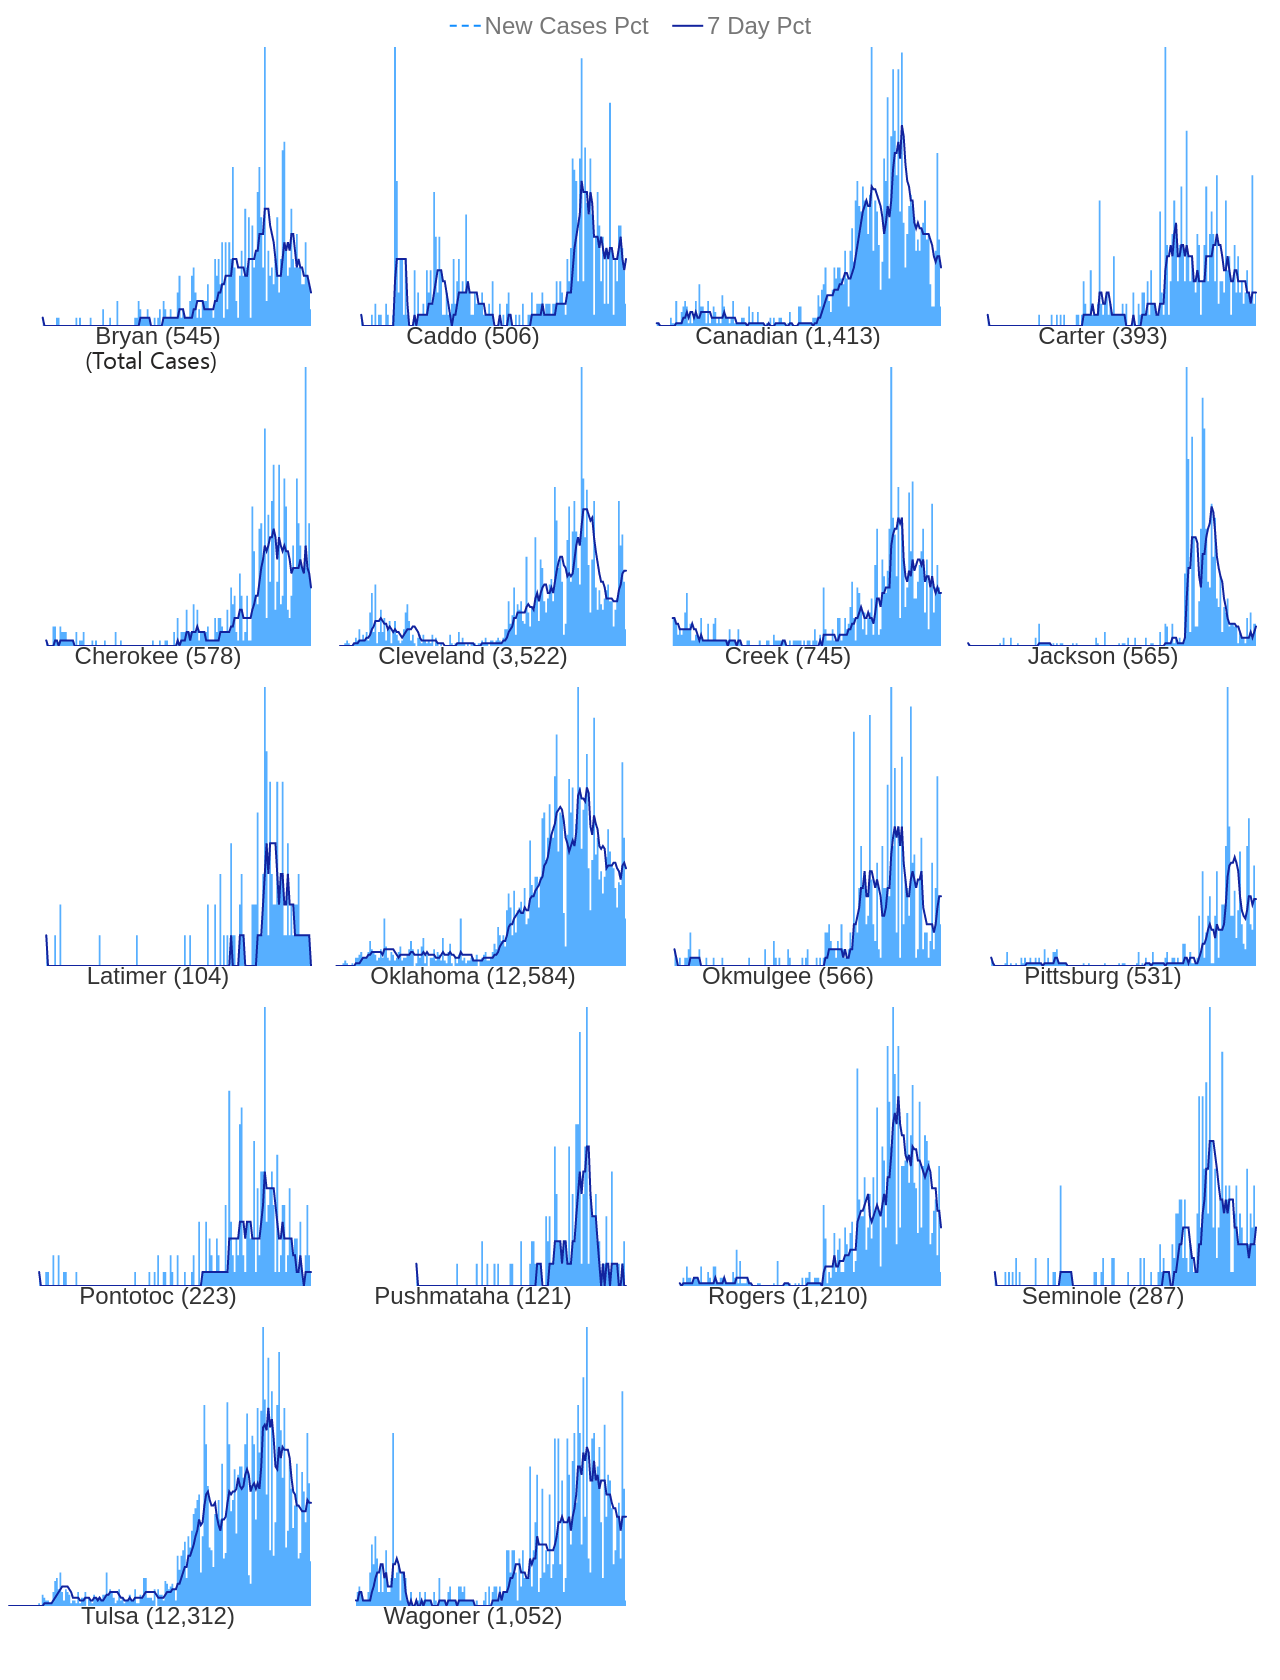 New Cases Pct 7 Day Pct
Bryan (545) Caddo (506) Canadian (1,413) Carter (393)
(Total Cases)
Cherokee (578) Cleveland (3,522) Creek (745) Jackson (565)
Latimer (104) Oklahoma (12,584) Okmulgee (566) Pittsburg (531)
Pontotoc (223) Pushmataha (121) Rogers (1,210) Seminole (287)
Tulsa (12,312) Wagoner (1,052)